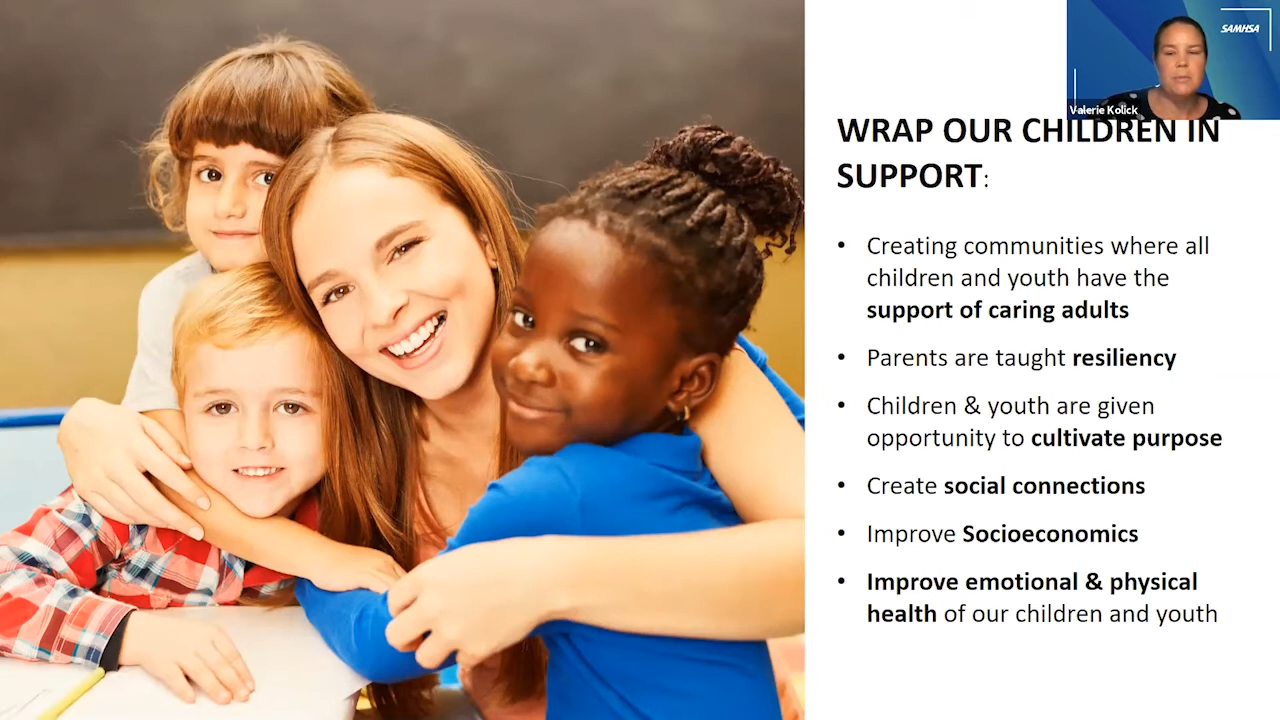 SAMHSA
Valerie Kolick
WRAP OUR CHILDREN IN
SUPPORT:
• Creating communities where all
children and youth have the
support of caring adults
• Parents are taught resiliency
• Children & youth are given
opportunity to cultivate purpose
• Create social connections
• Improve Socioeconomics
• Improve emotional & physical
health of our children and youth